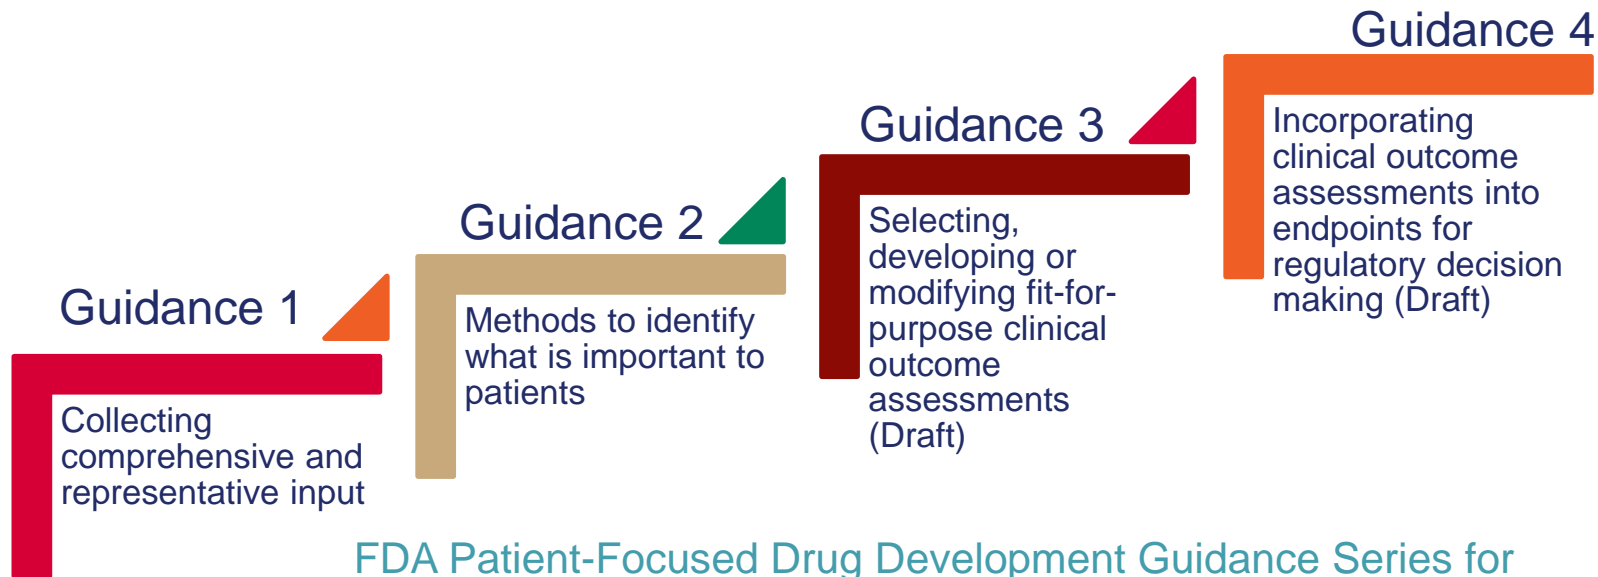 Guidance 1
Collecting
comprehensive and
representative input
Guidance 2
Methods to identify
what is important to
patients
Guidance 3
Selecting,
developing or
modifying fit-for-
purpose clinical
outcome
assessments
(Draft)
Guidance 4
Incorporating
clinical outcome
assessments into
endpoints for
regulatory decision
making (Draft)
FDA Patient-Focused Drug Development Guidance Series for